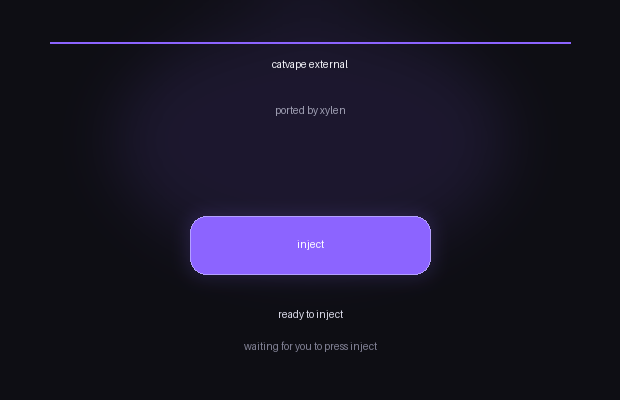 catvape external
ported by xylen
inject
ready to inject
waiting for you to press inject